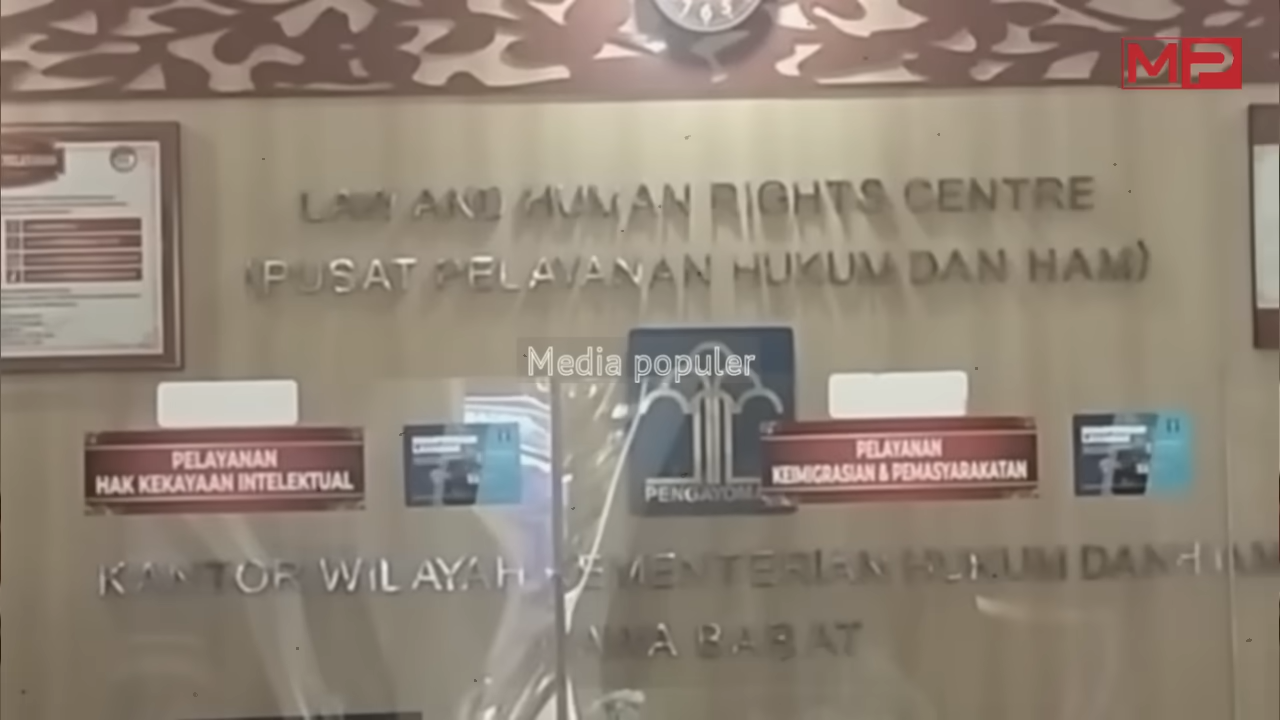 MP
LAW AND HUMAN RIGHTS CENTRE
(PUSAT PELAYANAN HUKUM DAN HAM)
Media populer
PELAYANAN
HAK KEKAYAAN INTELEKTUAL
PENGAYOMA
PELAYANAN
KEIMIGRASIAN & PEMASYARAKATAN
KANTOR WILAYAH KEMENTERIAN HUKUM DAN HAM
JAWA BARAT